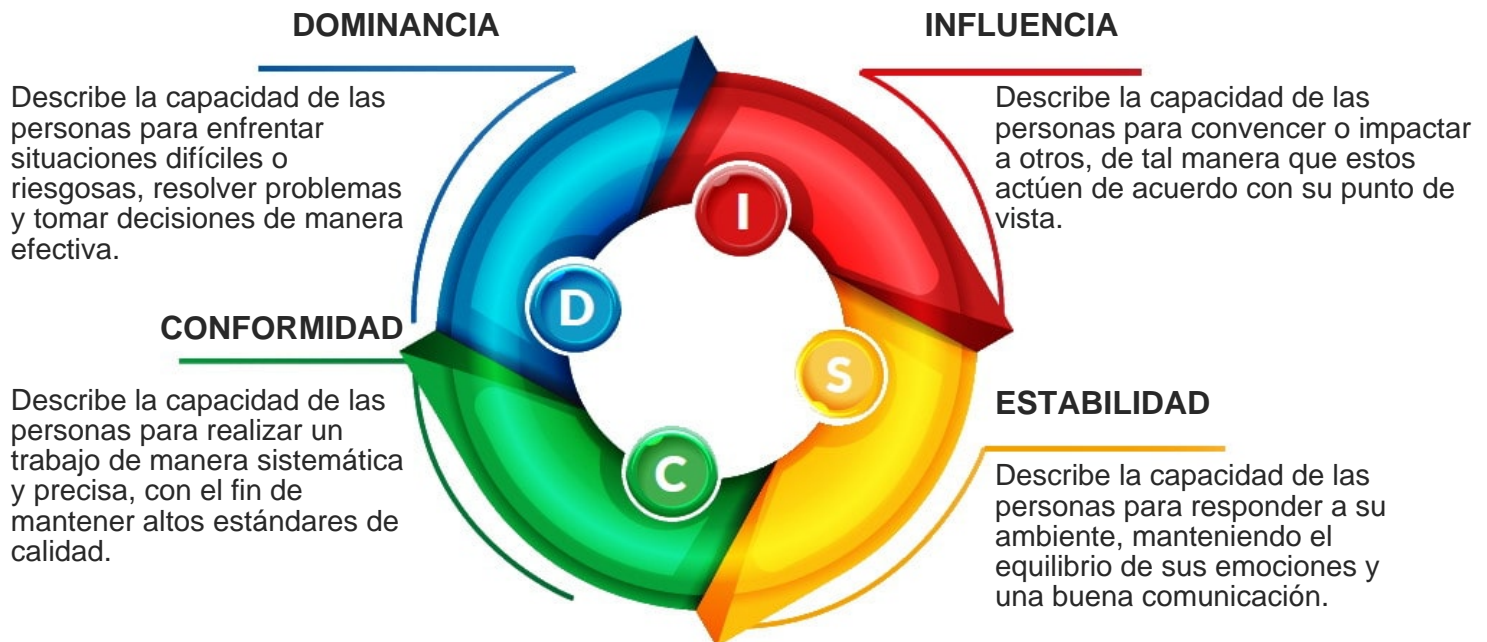 DOMINANCIA
Describe la capacidad de las
personas para enfrentar
situaciones difíciles o
riesgosas, resolver problemas
y tomar decisiones de manera
efectiva.
INFLUENCIA
Describe la capacidad de las
personas para convencer o impactar
a otros, de tal manera que estos
actúen de acuerdo con su punto de
vista.
I
D
S
C
CONFORMIDAD
Describe la capacidad de las
personas para realizar un
trabajo de manera sistemática
y precisa, con el fin de
mantener altos estándares de
calidad.
ESTABILIDAD
Describe la capacidad de las
personas para responder a su
ambiente, manteniendo el
equilibrio de sus emociones y
una buena comunicación.